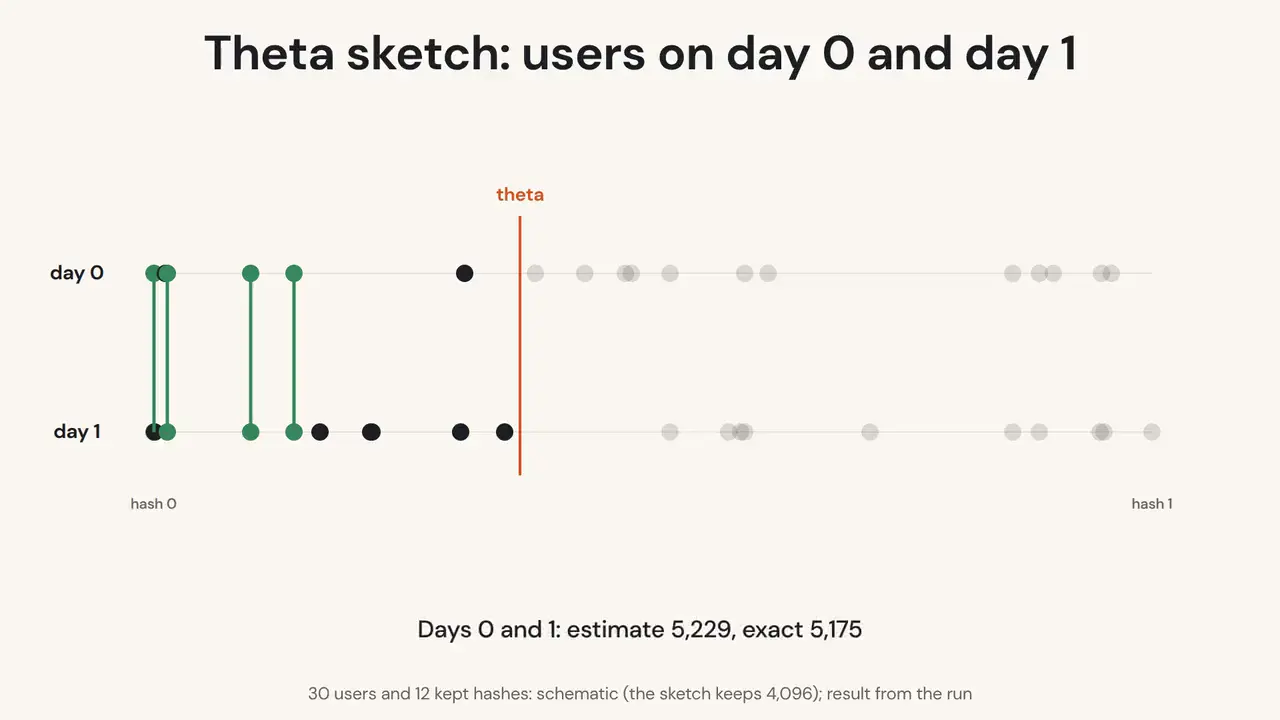 Theta sketch: users on day 0 and day 1
theta
day 0
day 1
hash 0
hash 1
Days 0 and 1: estimate 5,229, exact 5,175
30 users and 12 kept hashes: schematic (the sketch keeps 4,096); result from the run